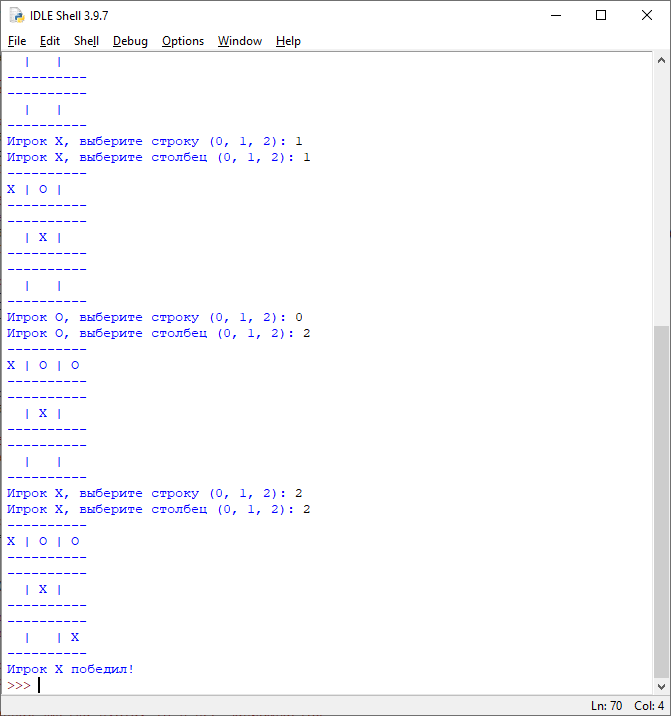 IDLE Shell 3.9.7
File Edit Shell Debug Options Window Help
  |   |
----------
----------
  |   |
----------
Игрок X, выберите строку (0, 1, 2): 1
Игрок X, выберите столбец (0, 1, 2): 1
----------
X | O |
----------
----------
  | X |
----------
----------
  |   |
----------
Игрок O, выберите строку (0, 1, 2): 0
Игрок O, выберите столбец (0, 1, 2): 2
----------
X | O | O
----------
----------
  | X |
----------
----------
  |   |
----------
Игрок X, выберите строку (0, 1, 2): 2
Игрок X, выберите столбец (0, 1, 2): 2
----------
X | O | O
----------
----------
  | X |
----------
----------
  |   | X
----------
Игрок X победил!
>>>
Ln: 70 Col: 4